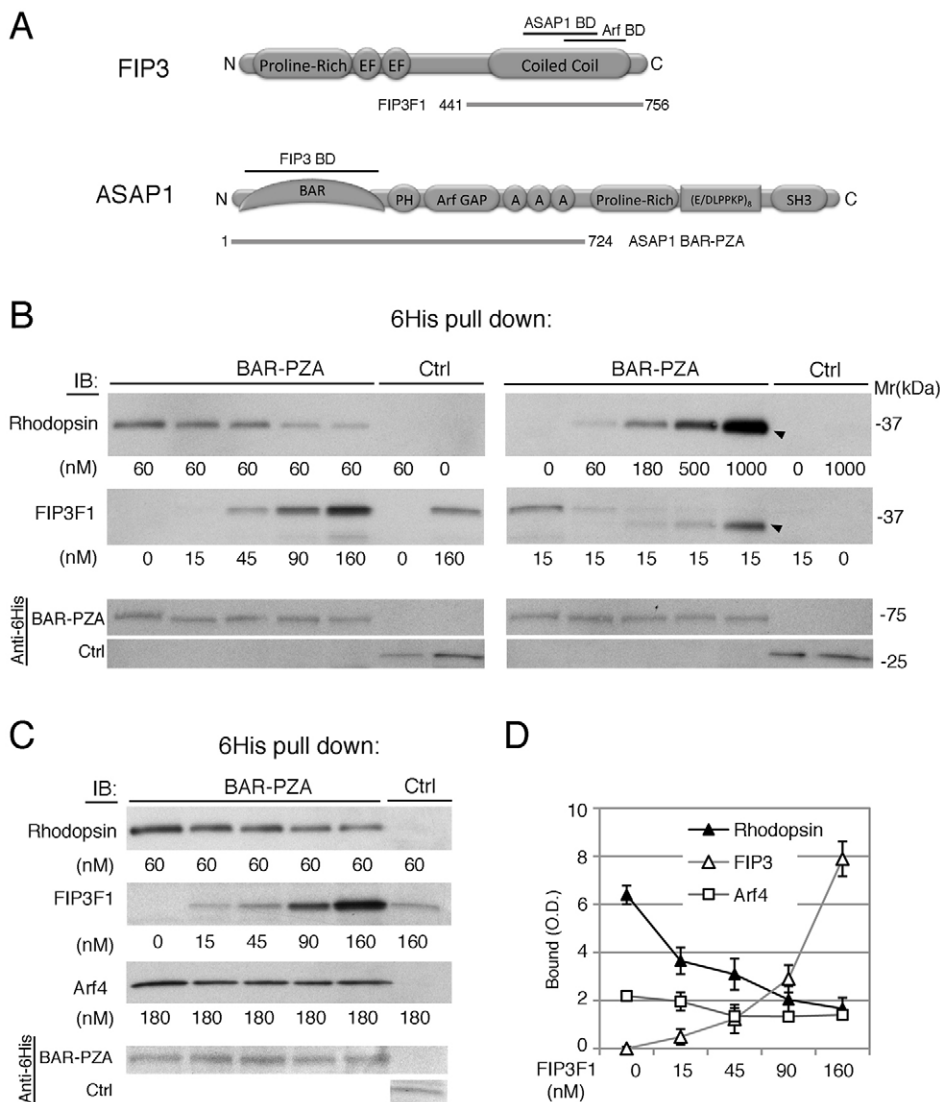 A
ASAP1 BD
Arf BD
FIP3
N Proline-Rich EF EF Coiled Coil C
FIP3F1 441 756
FIP3 BD
ASAP1
N BAR PH Arf GAP A A A Proline-Rich (E/DLPPKP)8 SH3 C
1 724 ASAP1 BAR-PZA
B
6His pull down:
IB: BAR-PZA Ctrl BAR-PZA Ctrl Mr(kDa)
Rhodopsin -37
(nM) 60 60 60 60 60 60 0 0 60 180 500 1000 0 1000
FIP3F1 -37
(nM) 0 15 45 90 160 0 160 15 15 15 15 15 15 0
Anti-6His
BAR-PZA -75
Ctrl -25
C
6His pull down:
IB: BAR-PZA Ctrl
Rhodopsin
(nM) 60 60 60 60 60 60
FIP3F1
(nM) 0 15 45 90 160 160
Arf4
(nM) 180 180 180 180 180 180
Anti-6His
BAR-PZA
Ctrl
D
Bound (O.D.)
10
8
6
4
2
0
Rhodopsin
FIP3
Arf4
FIP3F1 (nM) 0 15 45 90 160